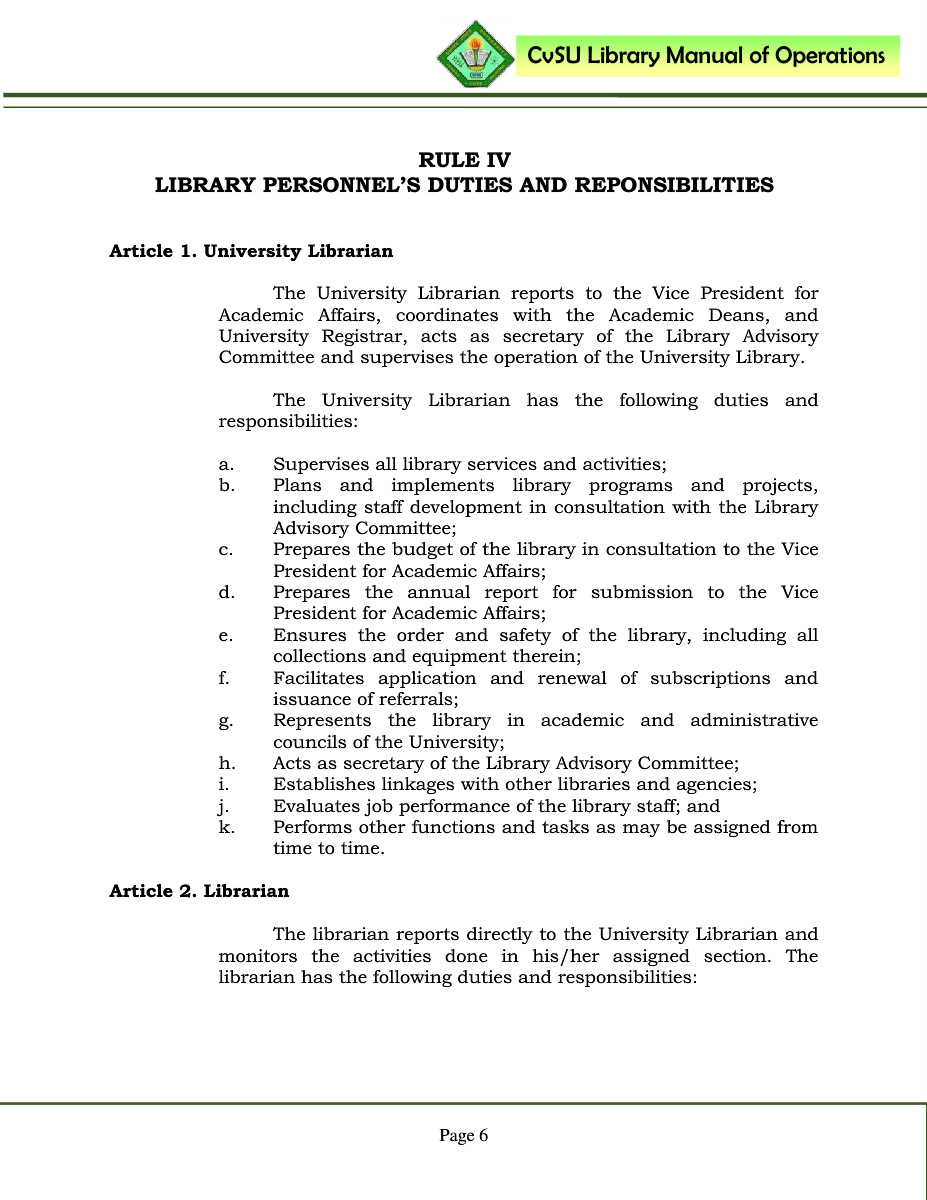 CvSU Library Manual of Operations
RULE IV
LIBRARY PERSONNEL'S DUTIES AND REPONSIBILITIES
Article 1. University Librarian
The University Librarian reports to the Vice President for
Academic Affairs, coordinates with the Academic Deans, and
University Registrar, acts as secretary of the Library Advisory
Committee and supervises the operation of the University Library.
The University Librarian has the following duties and
responsibilities:
a. Supervises all library services and activities;
b. Plans and implements library programs and projects,
including staff development in consultation with the Library
Advisory Committee;
c. Prepares the budget of the library in consultation to the Vice
President for Academic Affairs;
d. Prepares the annual report for submission to the Vice
President for Academic Affairs;
e. Ensures the order and safety of the library, including all
collections and equipment therein;
f. Facilitates application and renewal of subscriptions and
issuance of referrals;
g. Represents the library in academic and administrative
councils of the University;
h. Acts as secretary of the Library Advisory Committee;
i. Establishes linkages with other libraries and agencies;
j. Evaluates job performance of the library staff; and
k. Performs other functions and tasks as may be assigned from
time to time.
Article 2. Librarian
The librarian reports directly to the University Librarian and
monitors the activities done in his/her assigned section. The
librarian has the following duties and responsibilities:
Page 6